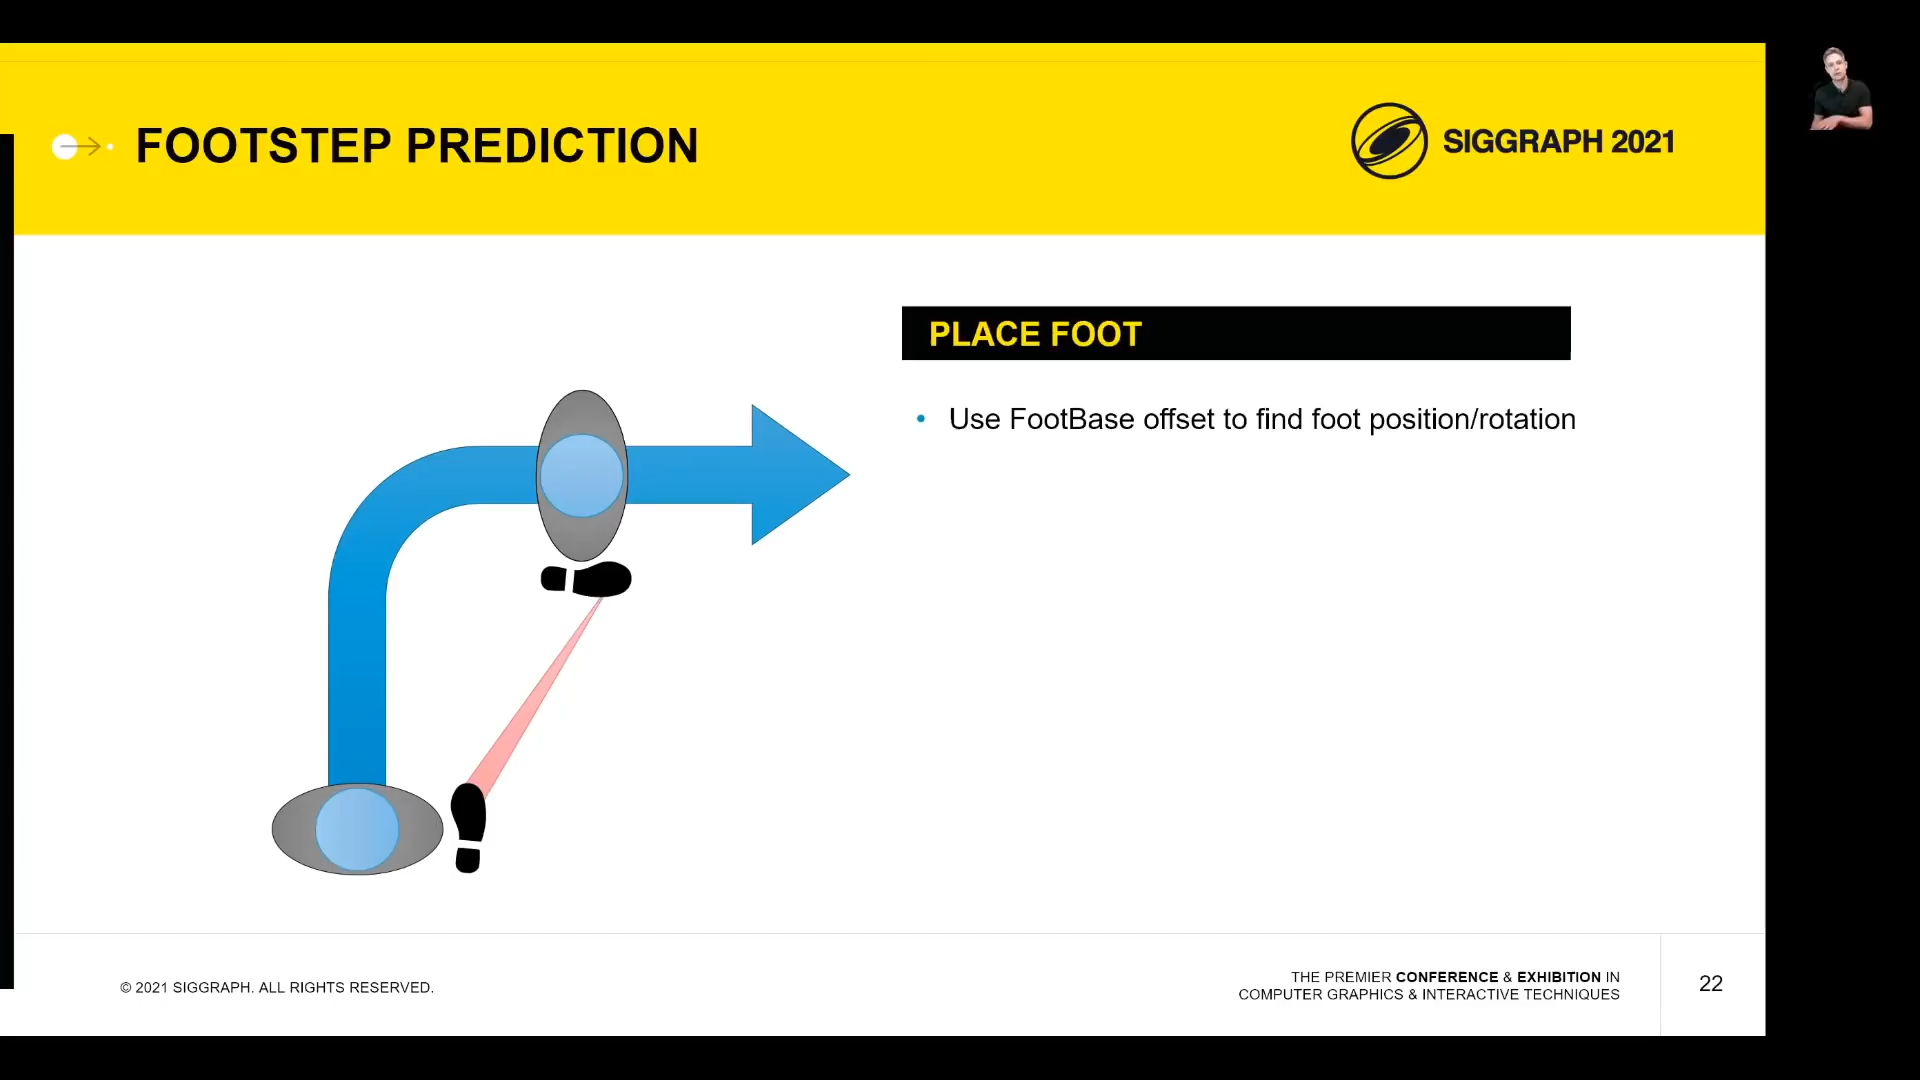 FOOTSTEP PREDICTION
SIGGRAPH 2021
PLACE FOOT
• Use FootBase offset to find foot position/rotation
© 2021 SIGGRAPH. ALL RIGHTS RESERVED.
THE PREMIER CONFERENCE & EXHIBITION IN
COMPUTER GRAPHICS & INTERACTIVE TECHNIQUES
22